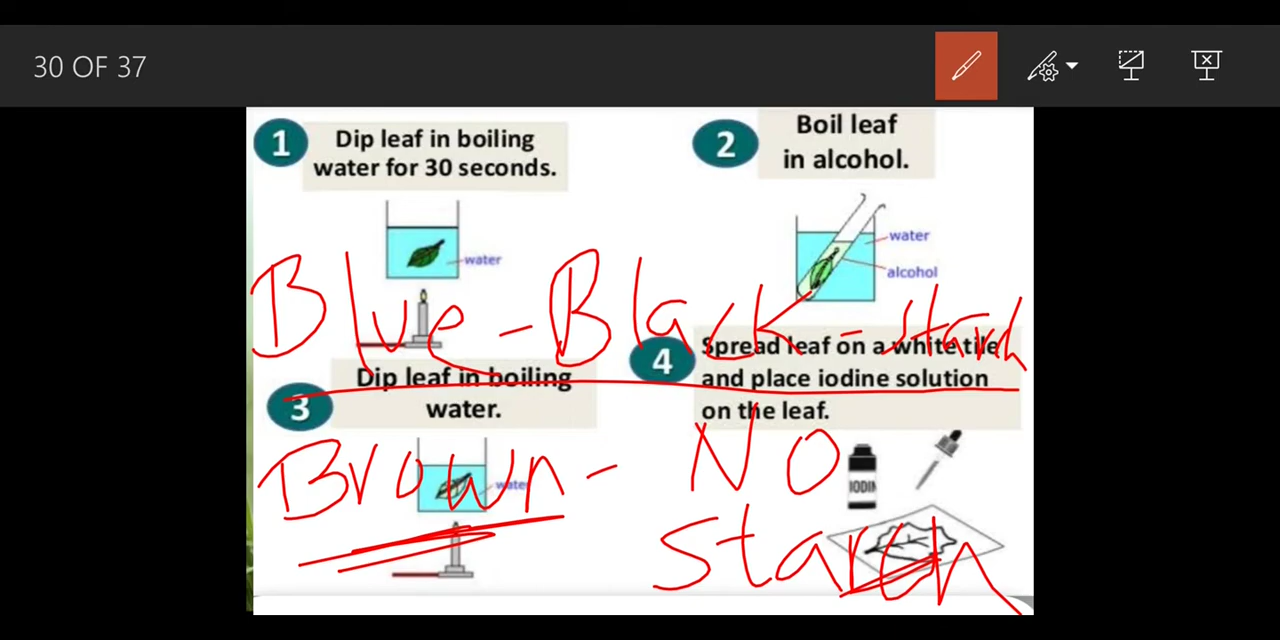 30 OF 37
1
Dip leaf in boiling
water for 30 seconds.
water
2
Boil leaf
in alcohol.
water
alcohol
Blue-Black-starch
3
Dip leaf in boiling
water.
water
4
Spread leaf on a white tile
and place iodine solution
on the leaf.
IODIN
Brown- NO
starch